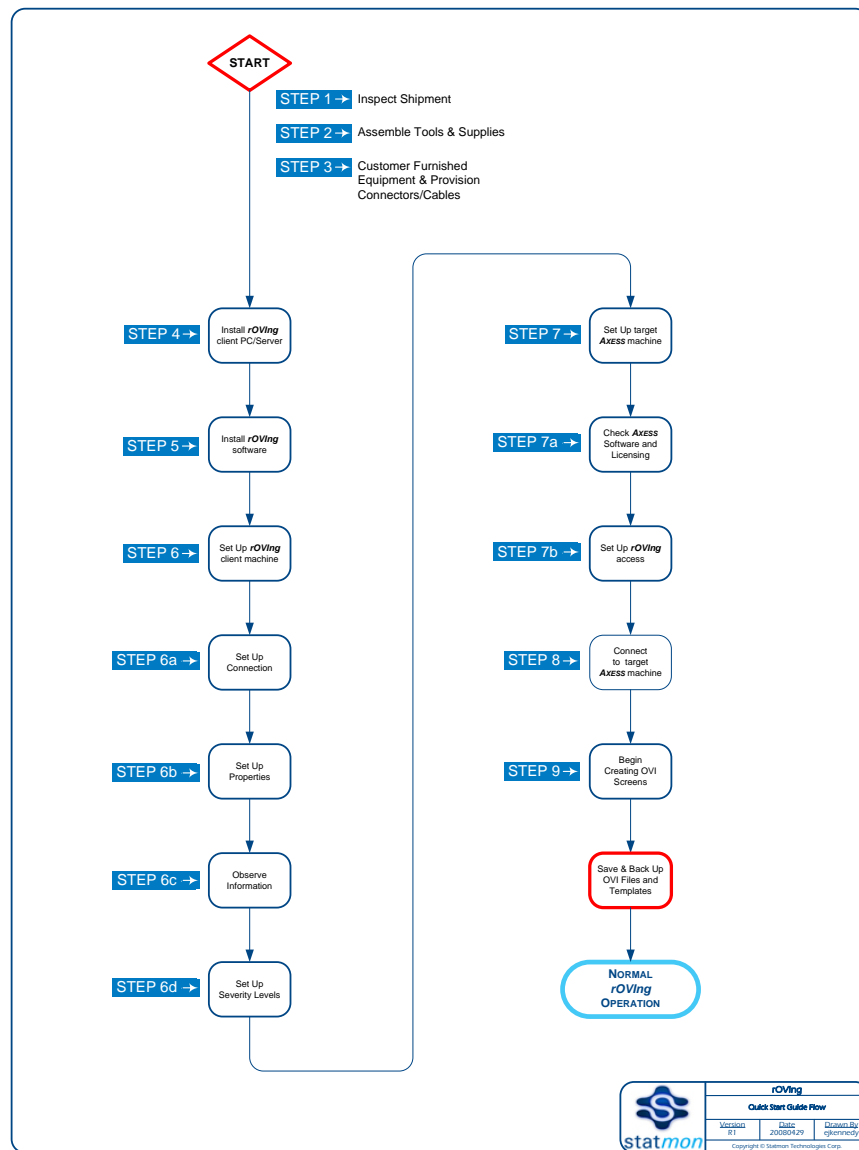 START
STEP 1 → Inspect Shipment
STEP 2 → Assemble Tools & Supplies
STEP 3 → Customer Furnished
Equipment & Provision
Connectors/Cables
STEP 4 →
Install rOVIng
client PC/Server
STEP 5 →
Install rOVIng
software
STEP 6 →
Set Up rOVIng
client machine
STEP 6a →
Set Up
Connection
STEP 6b →
Set Up
Properties
STEP 6c →
Observe
Information
STEP 6d →
Set Up
Severity Levels
STEP 7 →
Set Up target
AXESS machine
STEP 7a →
Check AXESS
Software and
Licensing
STEP 7b →
Set Up rOVIng
access
STEP 8 →
Connect
to target
AXESS machine
STEP 9 →
Begin
Creating OVI
Screens
Save & Back Up
OVI Files and
Templates
NORMAL
rOVIng
OPERATION
statmon
rOVIng
Quick Start Guide Flow
Version Date Drawn By
R1 20080429 ejkennedy
Copyright © Statmon Technologies Corp.